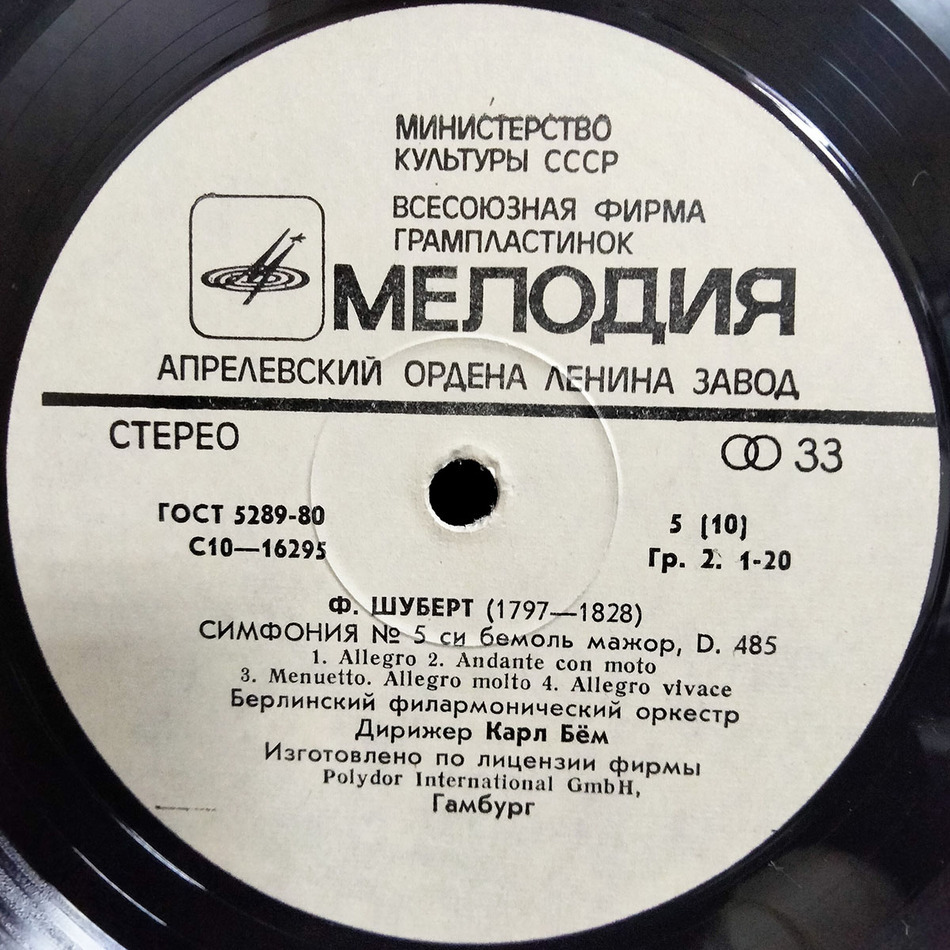 МИНИСТЕРСТВО
КУЛЬТУРЫ СССР
ВСЕСОЮЗНАЯ ФИРМА
ГРАМПЛАСТИНОК
МЕЛОДИЯ
АПРЕЛЕВСКИЙ ОРДЕНА ЛЕНИНА ЗАВОД
СТЕРЕО
33
ГОСТ 5289-80
5 (10)
С10—16295
Гр. 2. 1-20
Ф. ШУБЕРТ (1797—1828)
СИМФОНИЯ № 5 си бемоль мажор, D. 485
1. Allegro 2. Andante con moto
3. Menuetto. Allegro molto 4. Allegro vivace
Берлинский филармонический оркестр
Дирижер Карл Бём
Изготовлено по лицензии фирмы
Polydor International GmbH,
Гамбург